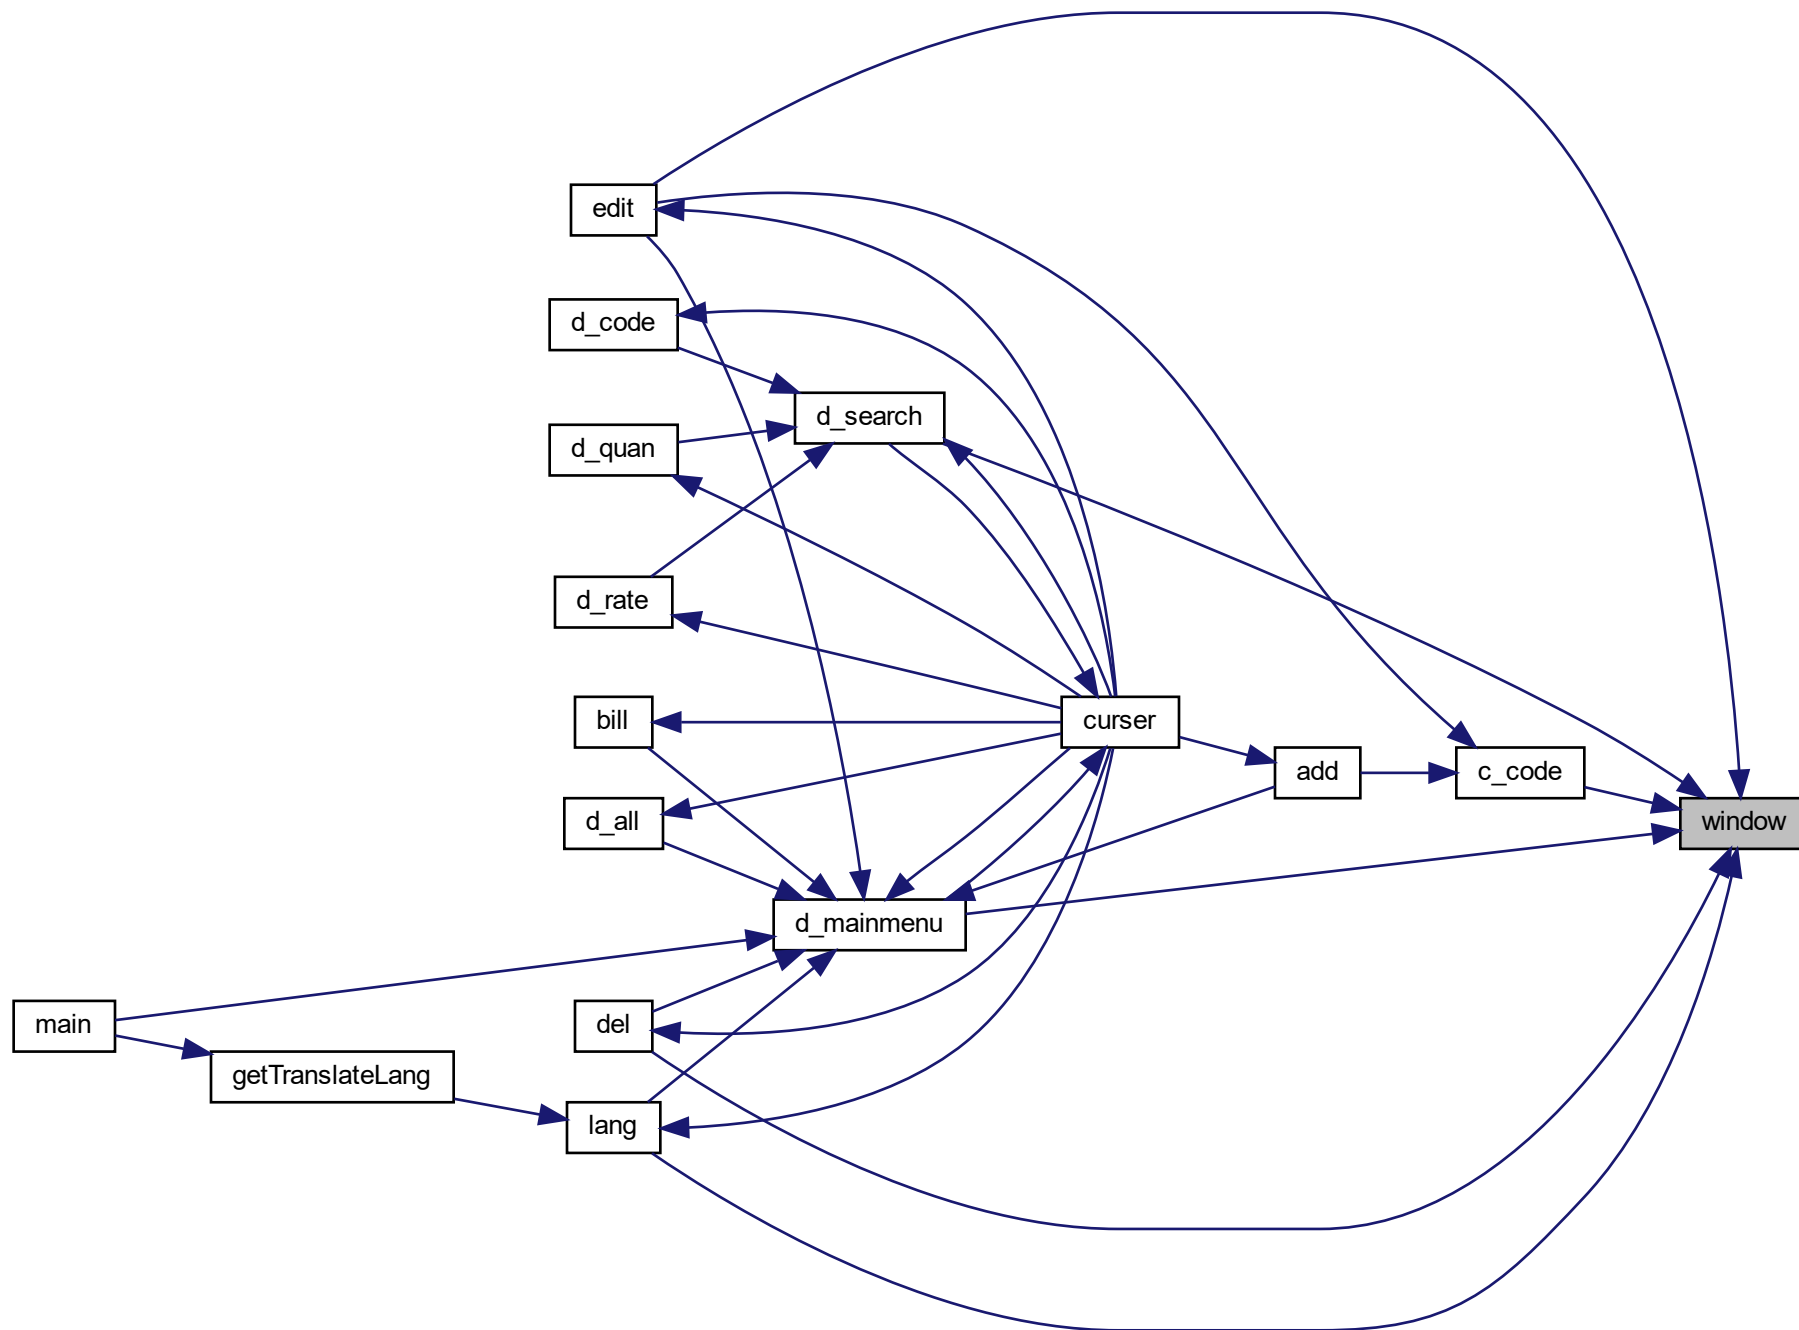 edit
d_code
d_search
d_quan
d_rate
bill
curser
add
c_code
d_all
window
d_mainmenu
main
del
getTranslateLang
lang